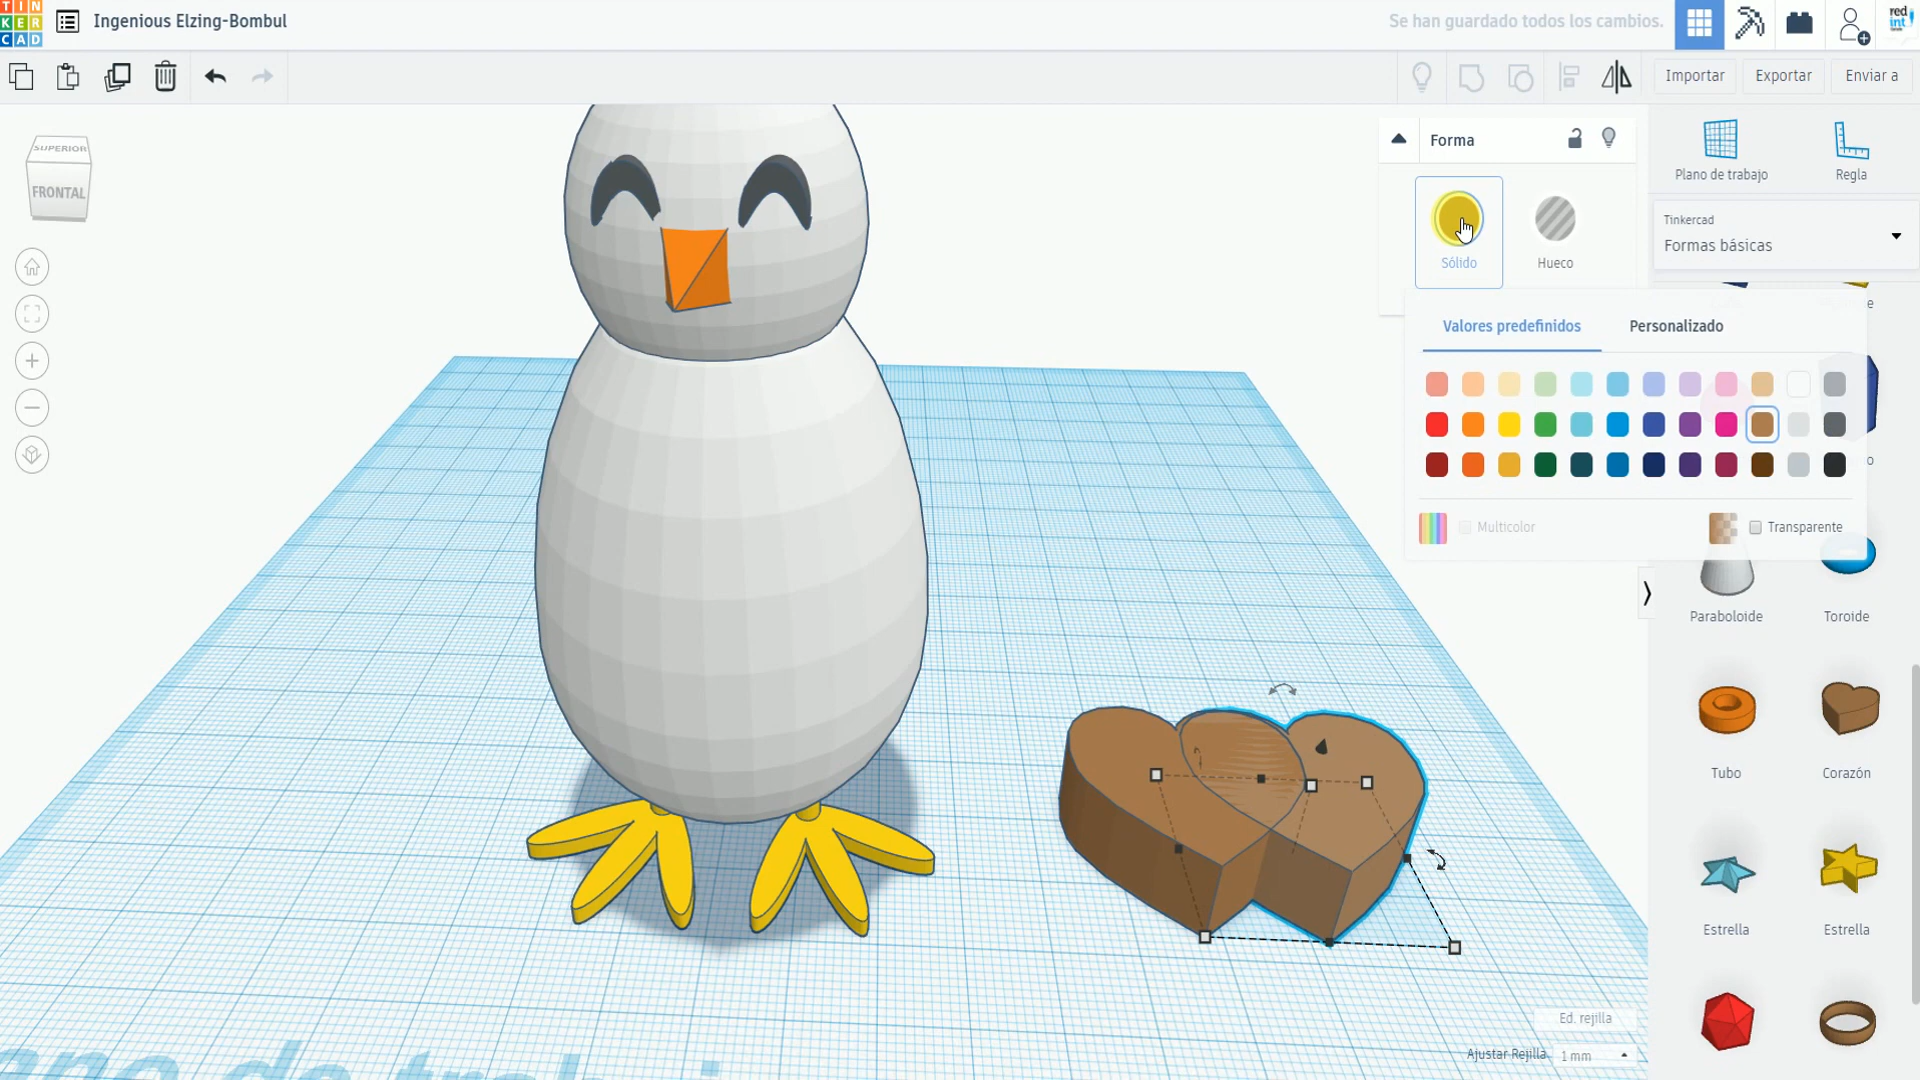 TIN
KER
CAD
Ingenious Elzing-Bombul
Se han guardado todos los cambios.
red
int
Importar
Exportar
Enviar a
SUPERIOR
FRONTAL
Forma
Sólido
Hueco
Plano de trabajo
Regla
Tinkercad
Formas básicas
Valores predefinidos
Personalizado
Multicolor
Transparente
Paraboloide
Toroide
Tubo
Corazón
Estrella
Estrella
Ed. rejilla
Ajustar Rejilla
1 mm